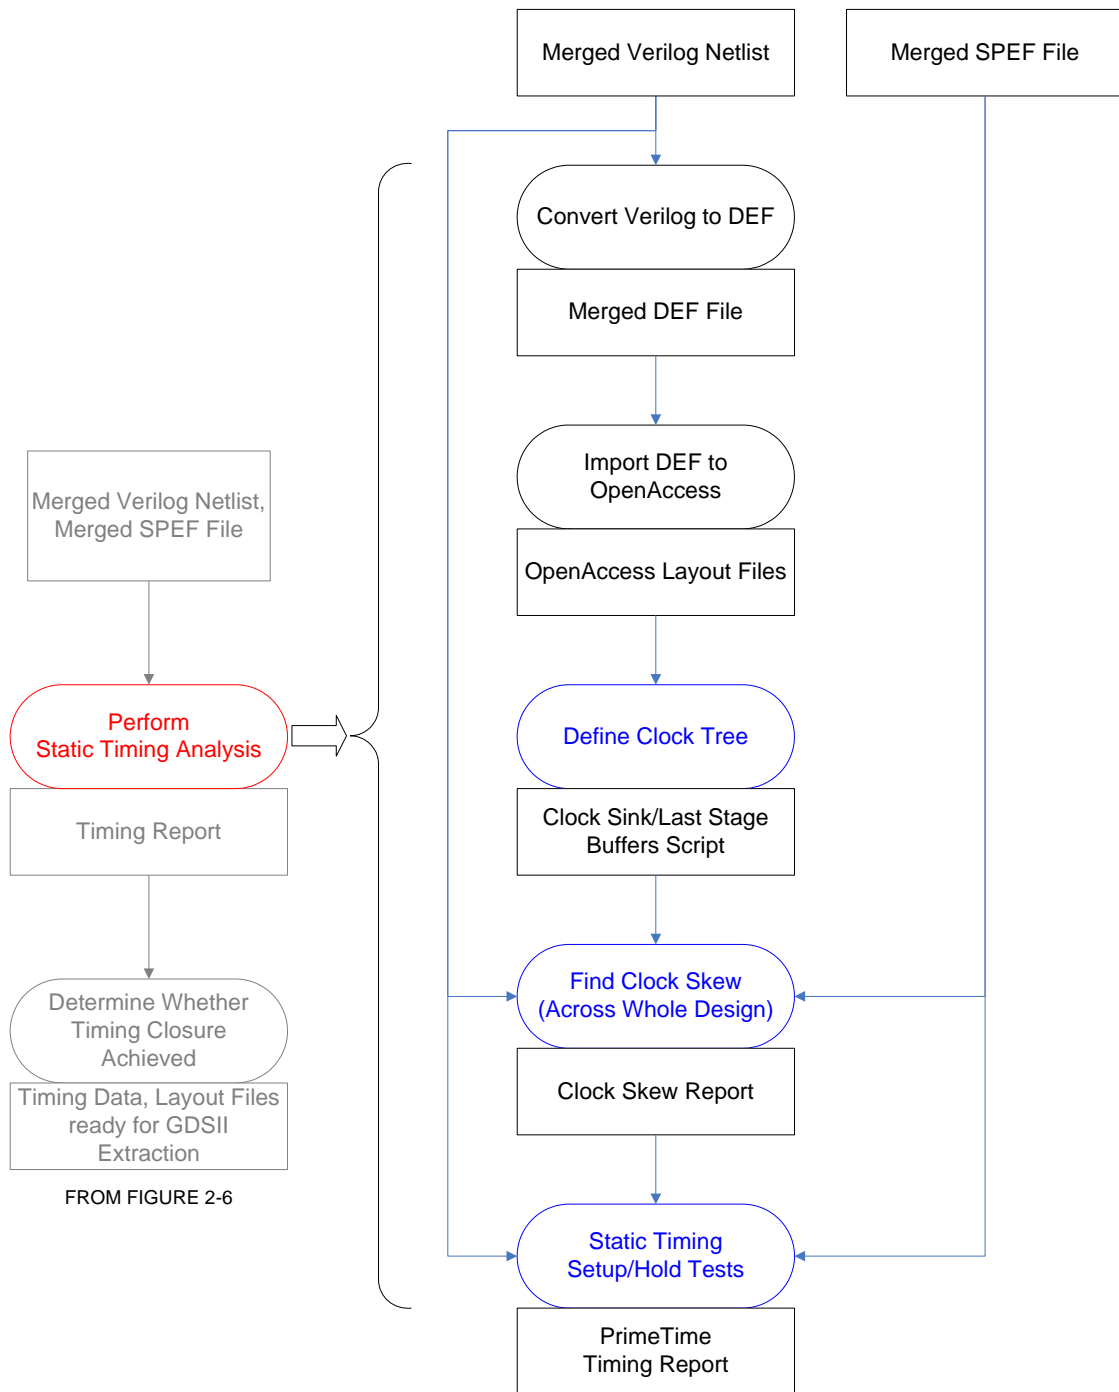 Merged Verilog Netlist
Merged SPEF File
Convert Verilog to DEF
Merged DEF File
Import DEF to
OpenAccess
OpenAccess Layout Files
Define Clock Tree
Clock Sink/Last Stage
Buffers Script
Find Clock Skew
(Across Whole Design)
Clock Skew Report
Static Timing
Setup/Hold Tests
PrimeTime
Timing Report
Merged Verilog Netlist,
Merged SPEF File
Perform
Static Timing Analysis
Timing Report
Determine Whether
Timing Closure
Achieved
Timing Data, Layout Files
ready for GDSII
Extraction
FROM FIGURE 2-6